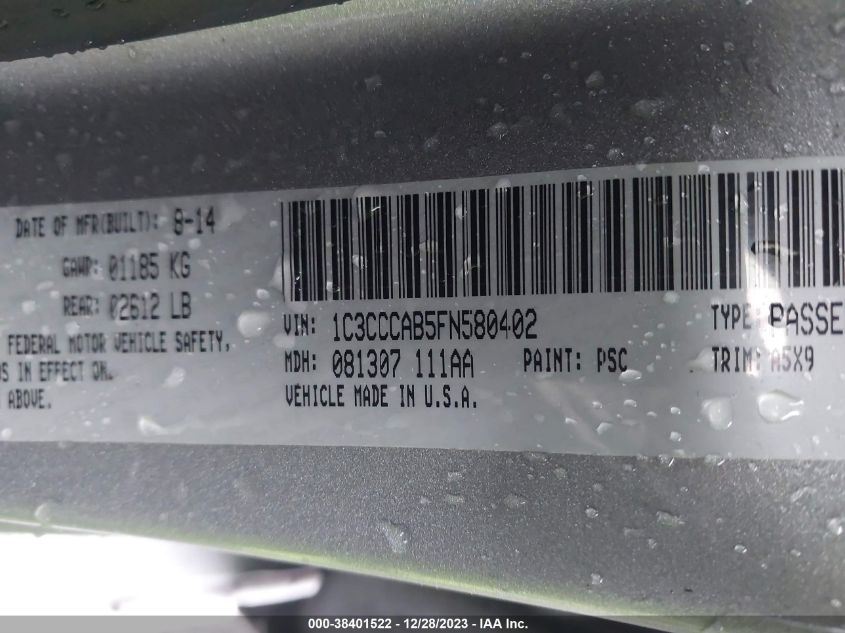 DATE OF MFR(BUILT): 8-14
GAWR: 01185 KG
REAR: 02612 LB
FEDERAL MOTOR VEHICLE SAFETY,
S IN EFFECT ON
ABOVE.
VIN: 1C3CCCAB5FN580402
TYPE: PASSE
MDH: 081307 111AA
PAINT: PSC
TRIM: A5X9
VEHICLE MADE IN U.S.A.
000-38401522 - 12/28/2023 - IAA Inc.